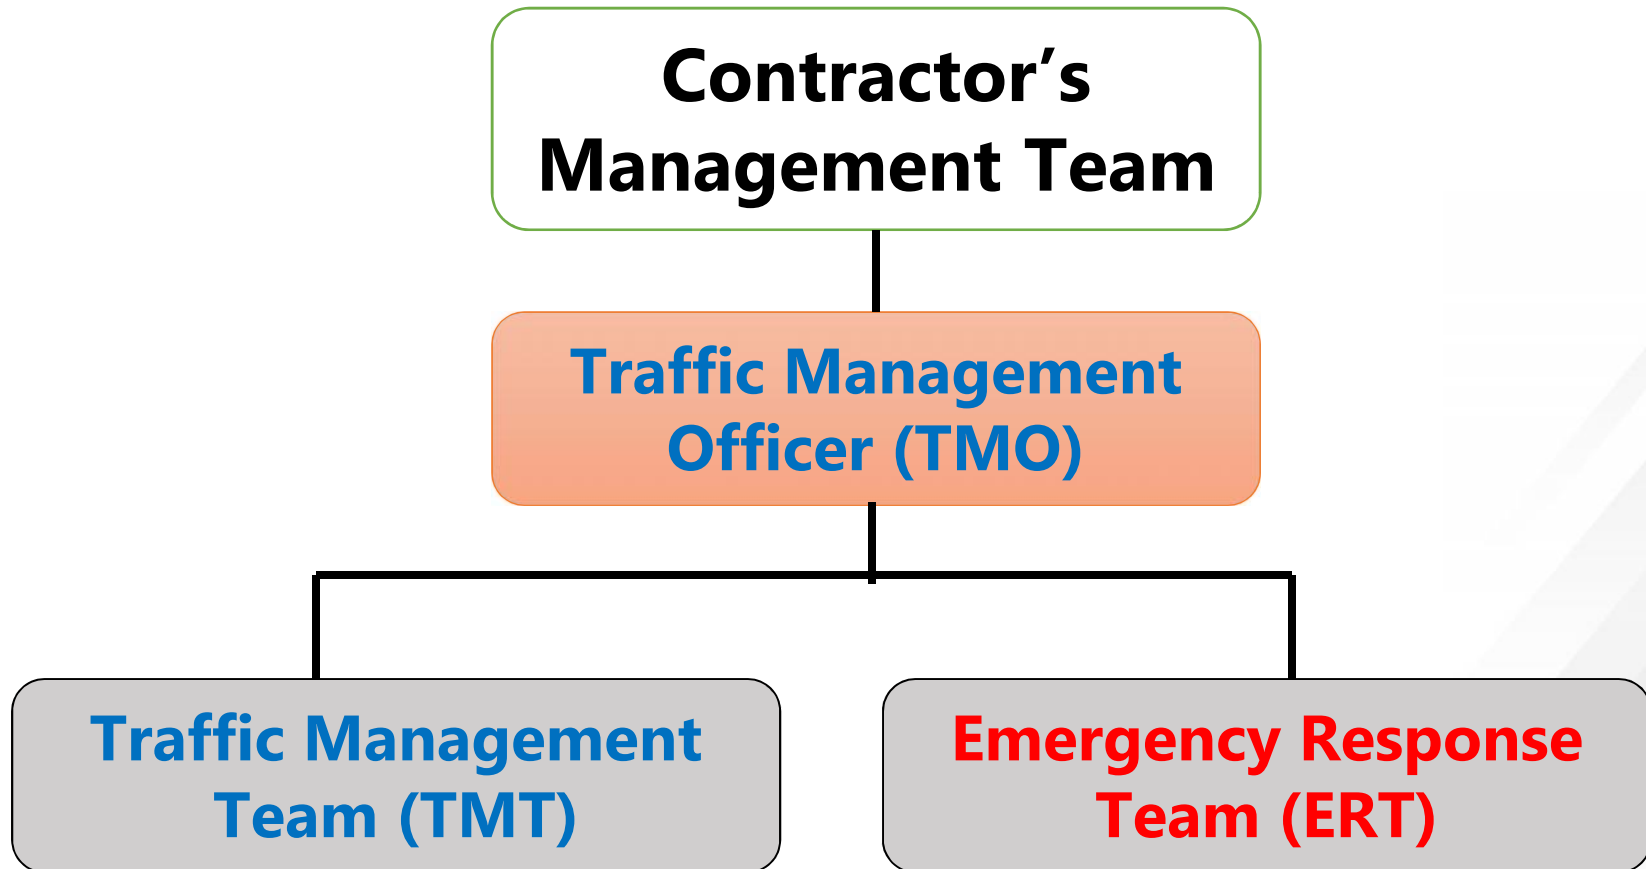 Contractor’s
Management Team
Traffic Management
Officer (TMO)
Traffic Management
Team (TMT)
Emergency Response
Team (ERT)